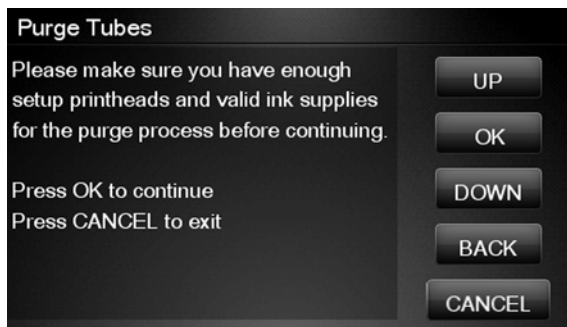 Purge Tubes
Please make sure you have enough
setup printheads and valid ink supplies
for the purge process before continuing.
Press OK to continue
Press CANCEL to exit
UP
OK
DOWN
BACK
CANCEL